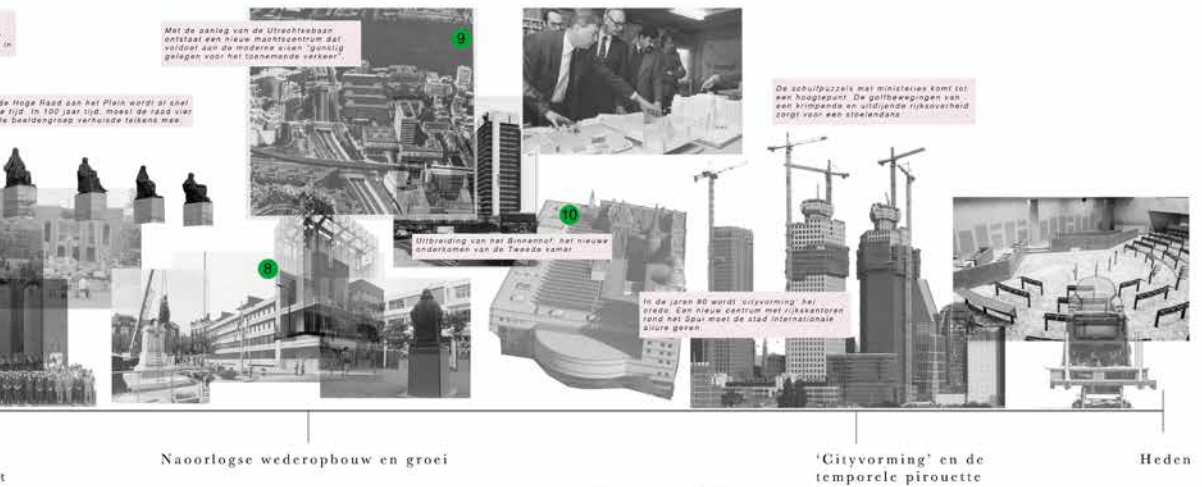 in
Met de aanleg van de Utrechtsebaan
ontstaat een nieuw machtscentrum dat
voldoet aan de moderne eisen "gunstig
gelegen voor het toenemende verkeer".
9
de Hoge Raad aan het Plein wordt al snel
e tijd. In 100 jaar tijd, moest de raad vier
de beeldengroep verhuisde telkens mee.
De schuifpuzzels met ministeries komt tot
een hoogtepunt. De golfbewegingen van
een krimpende en uitdijende rijksoverheid
zorgt voor een stoelendans
10
Uitbreiding van het Binnenhof: het nieuwe
onderkomen van de Tweede kamer
8
In de jaren 80 wordt 'cityvorming' het
credo. Een nieuw centrum met rijkskantoren
rond het Spui moet de stad internationale
allure geven.
Naoorlogse wederopbouw en groei
'Cityvorming' en de
temporele pirouette
Heden
t